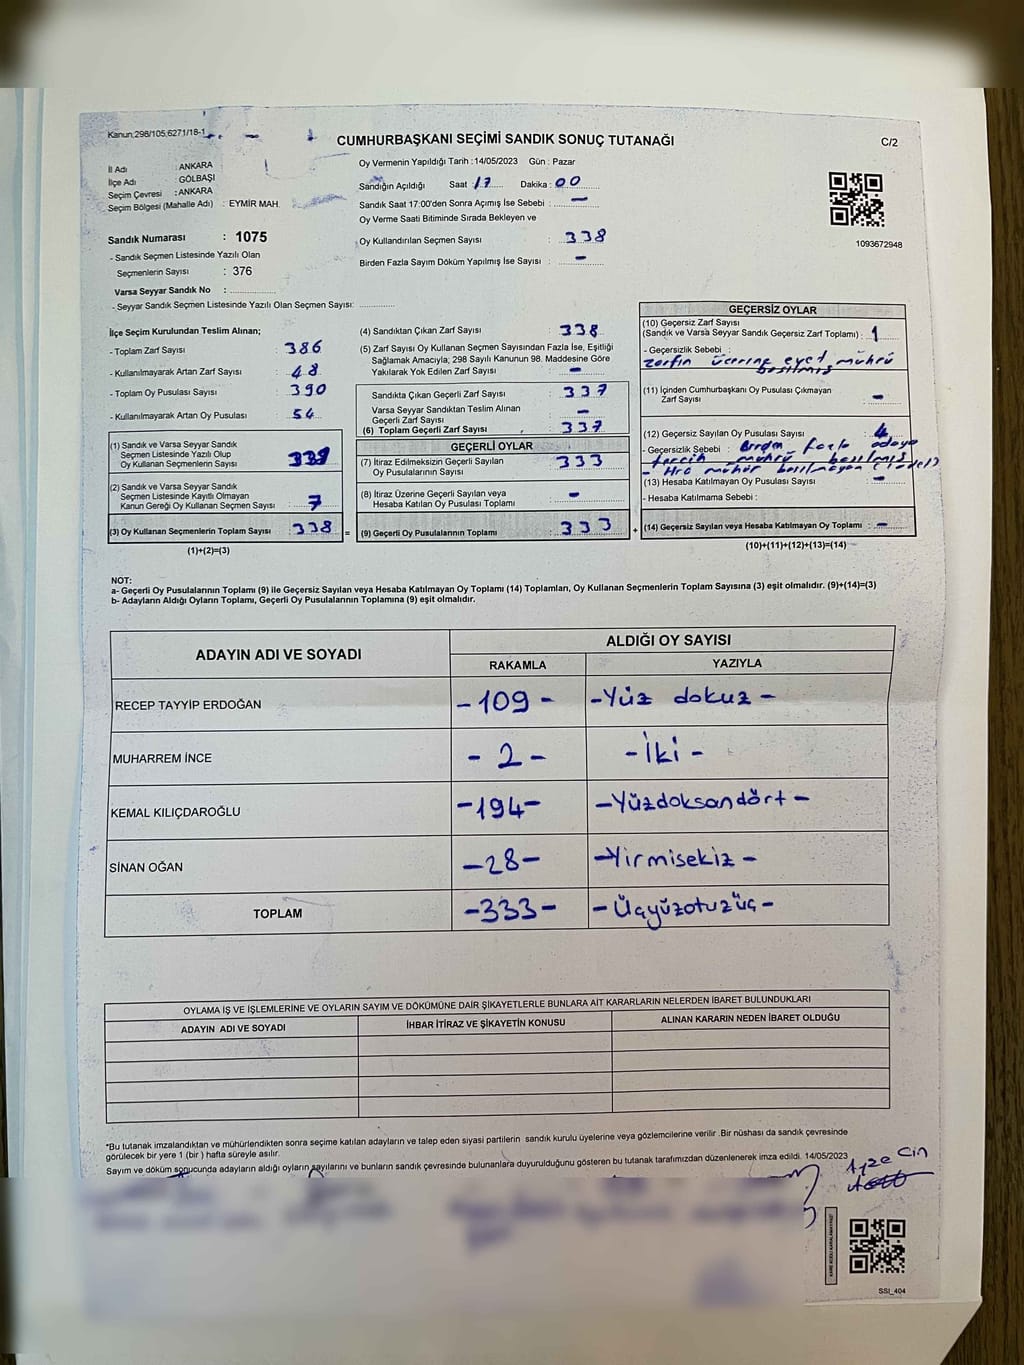 Kanun;298/105;6271/18-1
CUMHURBAŞKANI SEÇİMİ SANDIK SONUÇ TUTANAĞI
C/2
İl Adı : ANKARA
İlçe Adı : GÖLBAŞI
Seçim Çevresi : ANKARA
Seçim Bölgesi (Mahalle Adı) : EYMİR MAH.
Sandık Numarası : 1075
- Sandık Seçmen Listesinde Yazılı Olan
Seçmenlerin Sayısı : 376
Varsa Seyyar Sandık No :
- Seyyar Sandık Seçmen Listesinde Yazılı Olan Seçmen Sayısı:
Oy Vermenin Yapıldığı Tarih :14/05/2023 Gün : Pazar
Sandığın Açıldığı Saat : 17 Dakika : 00
Sandık Saat 17:00'den Sonra Açımış İse Sebebi : -
Oy Verme Saati Bitiminde Sırada Bekleyen ve
Oy Kullandırılan Seçmen Sayısı : 338
Birden Fazla Sayım Döküm Yapılmış İse Sayısı : -
1093672948
İlçe Seçim Kurulundan Teslim Alınan;
- Toplam Zarf Sayısı : 386
- Kullanılmayarak Artan Zarf Sayısı : 48
- Toplam Oy Pusulası Sayısı : 390
- Kullanılmayarak Artan Oy Pusulası : 54
(1) Sandık ve Varsa Seyyar Sandık
Seçmen Listesinde Yazılı Olup
Oy Kullanan Seçmenlerin Sayısı :
(2) Sandık ve Varsa Seyyar Sandık
Seçmen Listesinde Kayıtlı Olmayan
Kanun Gereği Oy Kullanan Seçmen Sayısı : 7
(3) Oy Kullanan Seçmenlerin Toplam Sayısı : 338
(1)+(2)=(3)
(4) Sandıktan Çıkan Zarf Sayısı : 338
(5) Zarf Sayısı Oy Kullanan Seçmen Sayısından Fazla İse, Eşitliği
Sağlamak Amacıyla; 298 Sayılı Kanunun 98. Maddesine Göre
Yakılarak Yok Edilen Zarf Sayısı : -
Sandıkta Çıkan Geçerli Zarf Sayısı : 337
Varsa Seyyar Sandıktan Teslim Alınan
Geçerli Zarf Sayısı : -
(6) Toplam Geçerli Zarf Sayısı : 337
GEÇERLİ OYLAR
(7) İtiraz Edilmeksizin Geçerli Sayılan
Oy Pusulalarının Sayısı : 333
(8) İtiraz Üzerine Geçerli Sayılan veya
Hesaba Katılan Oy Pusulası Toplamı : -
= (9) Geçerli Oy Pusulalarının Toplamı : 333 +
GEÇERSİZ OYLAR
(10) Geçersiz Zarf Sayısı
(Sandık ve Varsa Seyyar Sandık Geçersiz Zarf Toplamı) : 1
- Geçersizlik Sebebi :
Zarfın üzerine evet mührü
basılmış
(11) İçinden Cumhurbaşkanı Oy Pusulası Çıkmayan
Zarf Sayısı : -
(12) Geçersiz Sayılan Oy Pusulası Sayısı : 4
- Geçersizlik Sebebi : Birden fazla adaya
tercih mührü basılmış
- Hiç mühür basılmayan (1 adet)
(13) Hesaba Katılmayan Oy Pusulası Sayısı : -
- Hesaba Katılmama Sebebi :
(14) Geçersiz Sayılan veya Hesaba Katılmayan Oy Toplamı : -
(10)+(11)+(12)+(13)=(14)
NOT:
a- Geçerli Oy Pusulalarının Toplamı (9) ile Geçersiz Sayılan veya Hesaba Katılmayan Oy Toplamı (14) Toplamları, Oy Kullanan Seçmenlerin Toplam Sayısına (3) eşit olmalıdır. (9)+(14)=(3)
b- Adayların Aldığı Oyların Toplamı, Geçerli Oy Pusulalarının Toplamına (9) eşit olmalıdır.
ADAYIN ADI VE SOYADI
ALDIĞI OY SAYISI
RAKAMLA YAZIYLA
RECEP TAYYİP ERDOĞAN -109- -Yüz dokuz-
MUHARREM İNCE -2- -İki-
KEMAL KILIÇDAROĞLU -194- -Yüzdoksandört-
SİNAN OĞAN -28- -Yirmisekiz-
TOPLAM -333- -Üçyüzotuzüç-
OYLAMA İŞ VE İŞLEMLERİNE VE OYLARIN SAYIM VE DÖKÜMÜNE DAİR ŞİKAYETLERLE BUNLARA AİT KARARLARIN NELERDEN İBARET BULUNDUKLARI
ADAYIN ADI VE SOYADI İHBAR İTİRAZ VE ŞİKAYETİN KONUSU ALINAN KARARIN NEDEN İBARET OLDUĞU
*Bu tutanak imzalandıktan ve mühürlendikten sonra seçime katılan adayların ve talep eden siyasi partilerin sandık kurulu üyelerine veya gözlemcilerine verilir .Bir nüshası da sandık çevresinde
görülecek bir yere 1 (bir ) hafta süreyle asılır.
Sayım ve döküm sonucunda adayların aldığı oyların sayılarını ve bunların sandık çevresinde bulunanlara duyurulduğunu gösteren bu tutanak tarafımızdan düzenlenerek imza edildi. 14/05/2023
Ayşe Cin
SSI_404